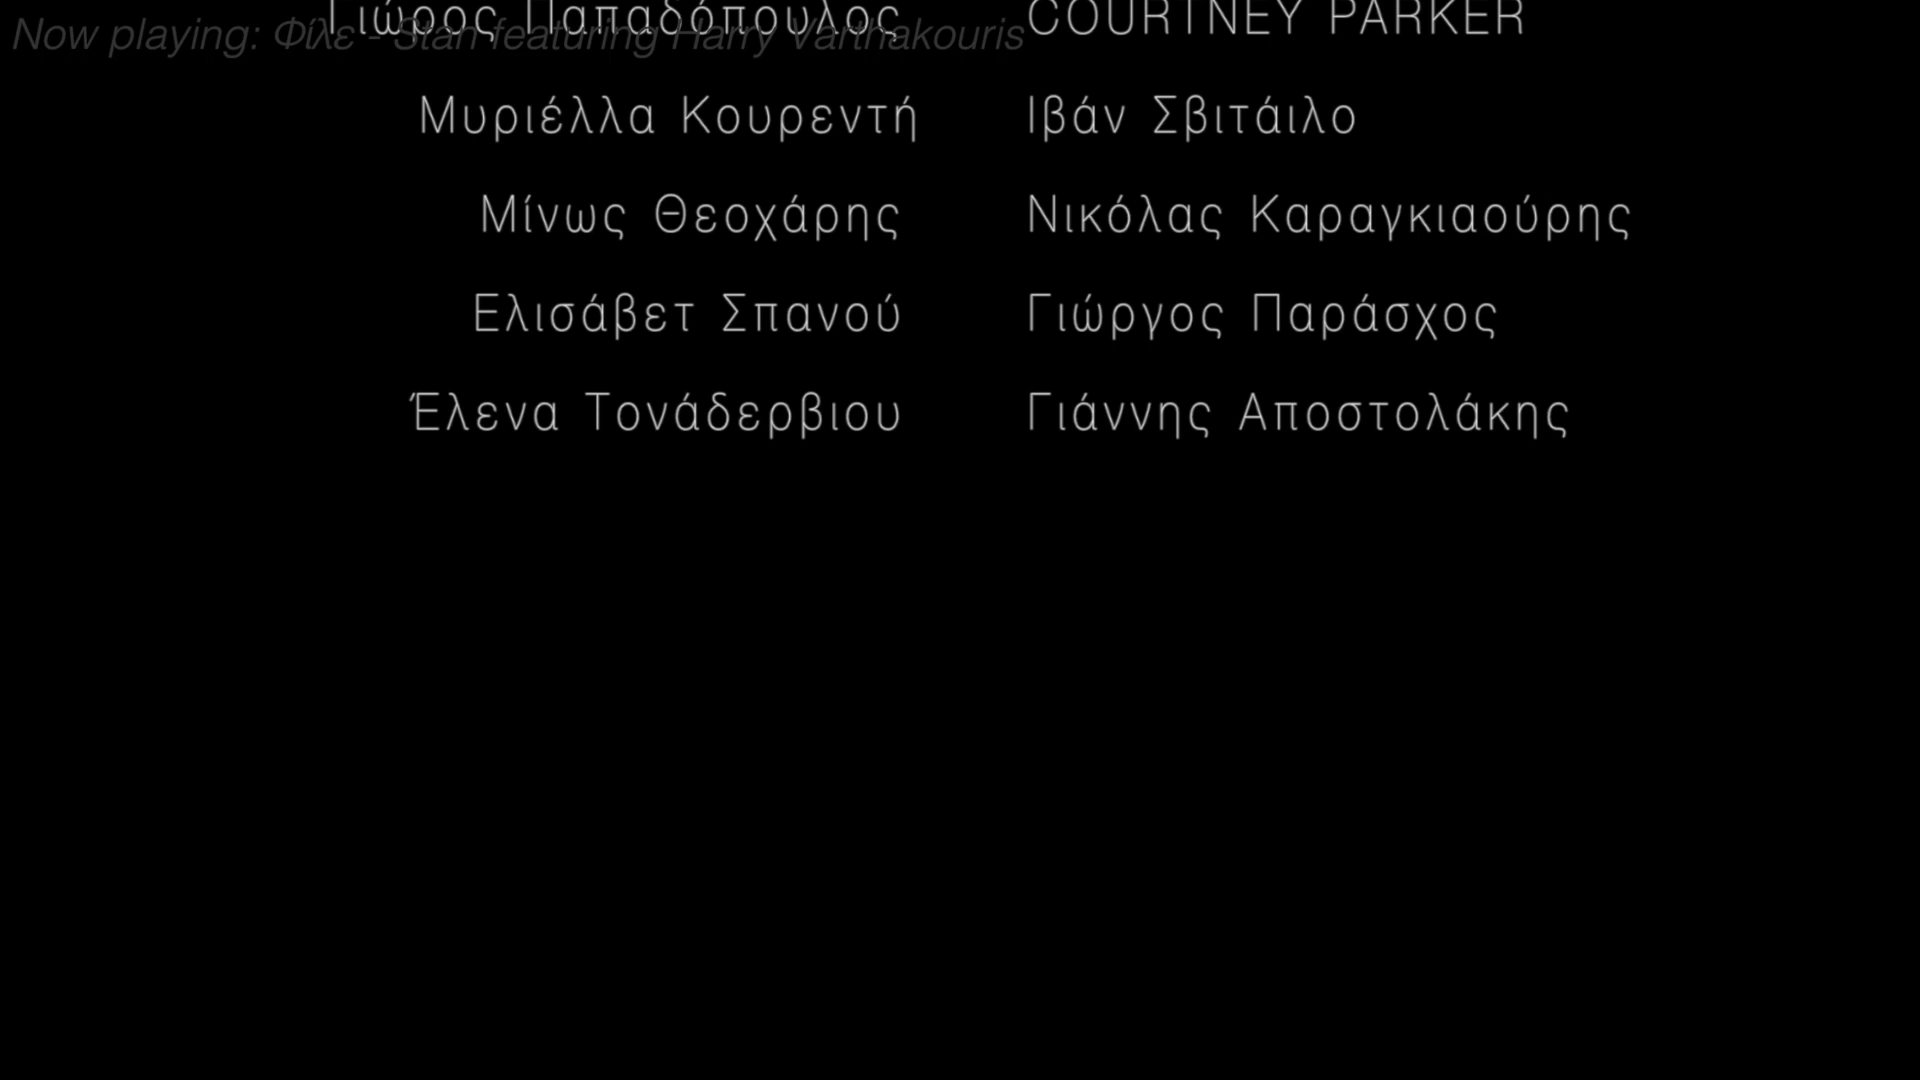 Now playing: Φίλε - Stan featuring Harry Varthakouris
Γιώρος Παπαδόπουλος COURTNEY PARKER
Μυριέλλα Κουρεντή Ιβάν Σβιτάιλο
Μίνως Θεοχάρης Νικόλας Καραγκιαούρης
Ελισάβετ Σπανού Γιώργος Παράσχος
Έλενα Τονάδερβιου Γιάννης Αποστολάκης